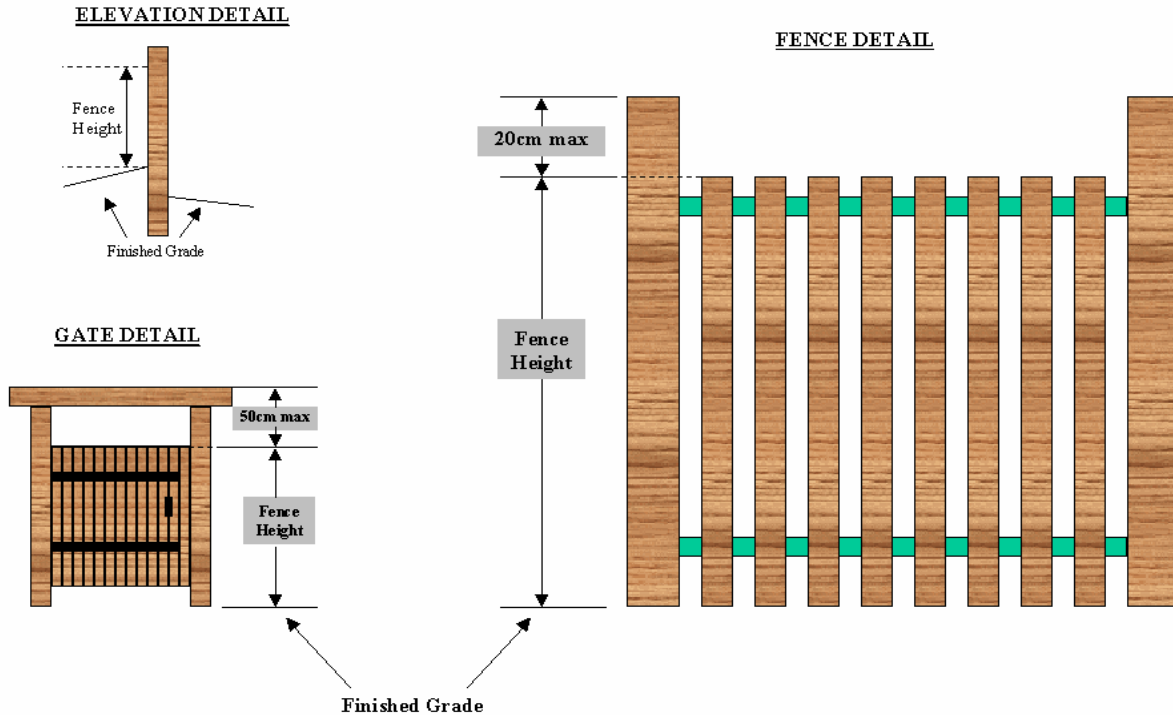 ELEVATION DETAIL
Fence
Height
Finished Grade
FENCE DETAIL
20cm max
Fence
Height
GATE DETAIL
50cm max
Fence
Height
Finished Grade